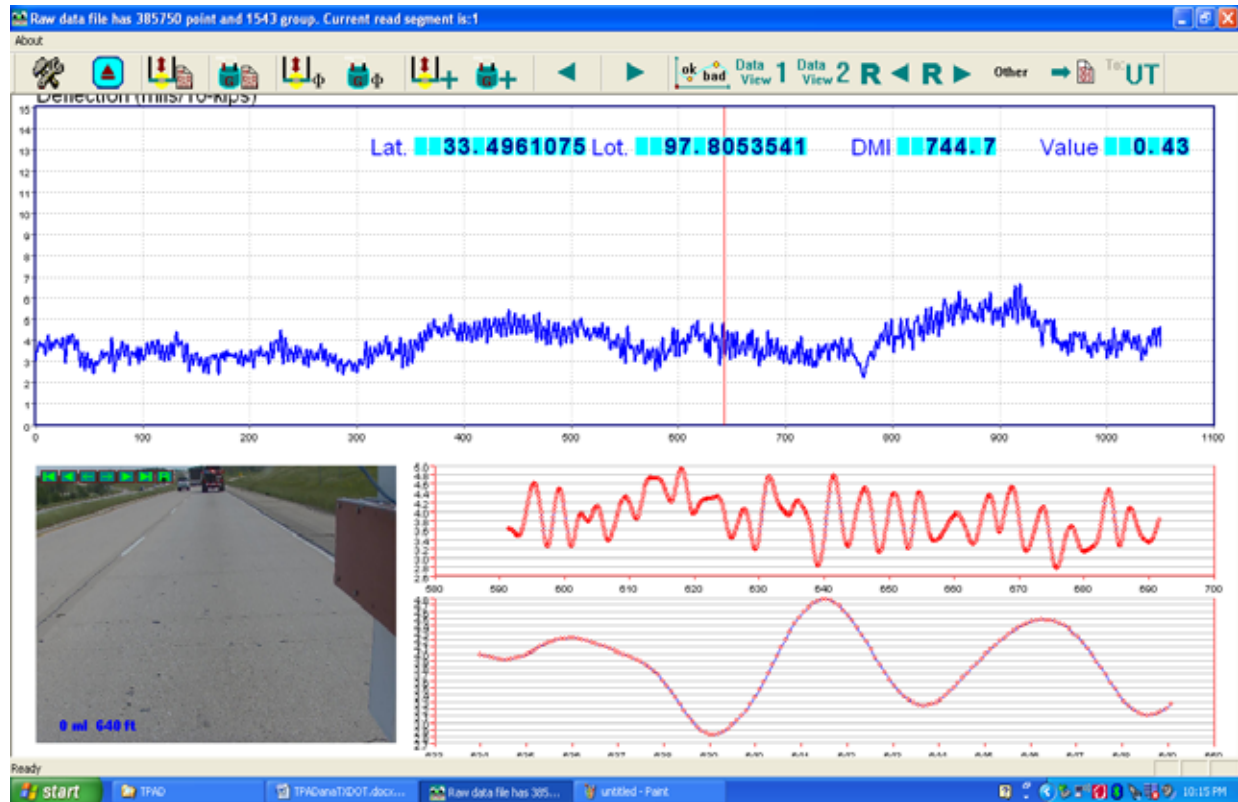 Raw data file has 385750 point and 1543 group. Current read segment is:1
About
ok bad Data View 1 Data View 2 R R Other To: UT
Deflection (mils/10-kips)
Lat. 33.4961075 Lot. 97.8053541 DMI 744.7 Value 0.43
15
14
12
11
10
9
8
7
6
5
4
3
2
1
0
0 100 200 300 400 500 600 700 800 900 1000 1100
R
0 ml 640 ft
5.0
4.8
4.4
4.2
4.0
3.8
3.6
3.4
3.2
3.0
2.8
2.6
580 590 600 610 620 630 640 650 660 670 680 690 700
Ready
start TPAD TPADanaTXDOT.docx... Raw data file has 385... untitled - Paint 10:15 PM